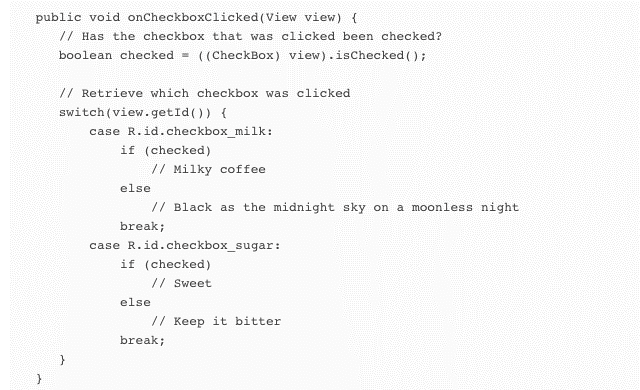 public void onCheckboxClicked(View view) {
// Has the checkbox that was clicked been checked?
boolean checked = ((CheckBox) view).isChecked();
// Retrieve which checkbox was clicked
switch(view.getId()) {
case R.id.checkbox_milk:
if (checked)
// Milky coffee
else
// Black as the midnight sky on a moonless night
break;
case R.id.checkbox_sugar:
if (checked)
// Sweet
else
// Keep it bitter
break;
}
}